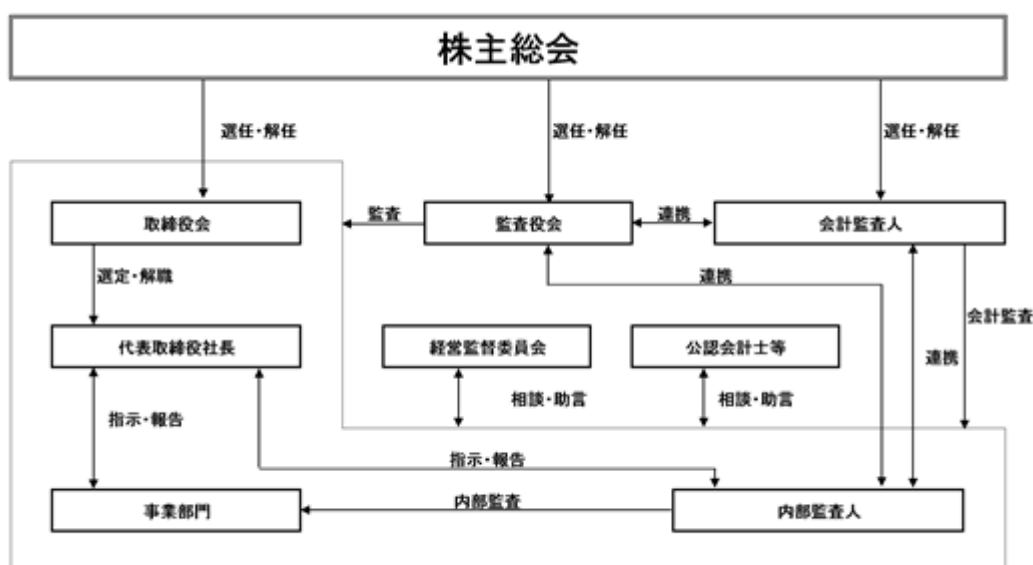 株主総会
選任・解任
選任・解任
選任・解任
取締役会
監査
監査役会
連携
会計監査人
選定・解職
連携
会計監査
代表取締役社長
経営監督委員会
公認会計士等
連携
相談・助言
相談・助言
指示・報告
指示・報告
事業部門
内部監査
内部監査人